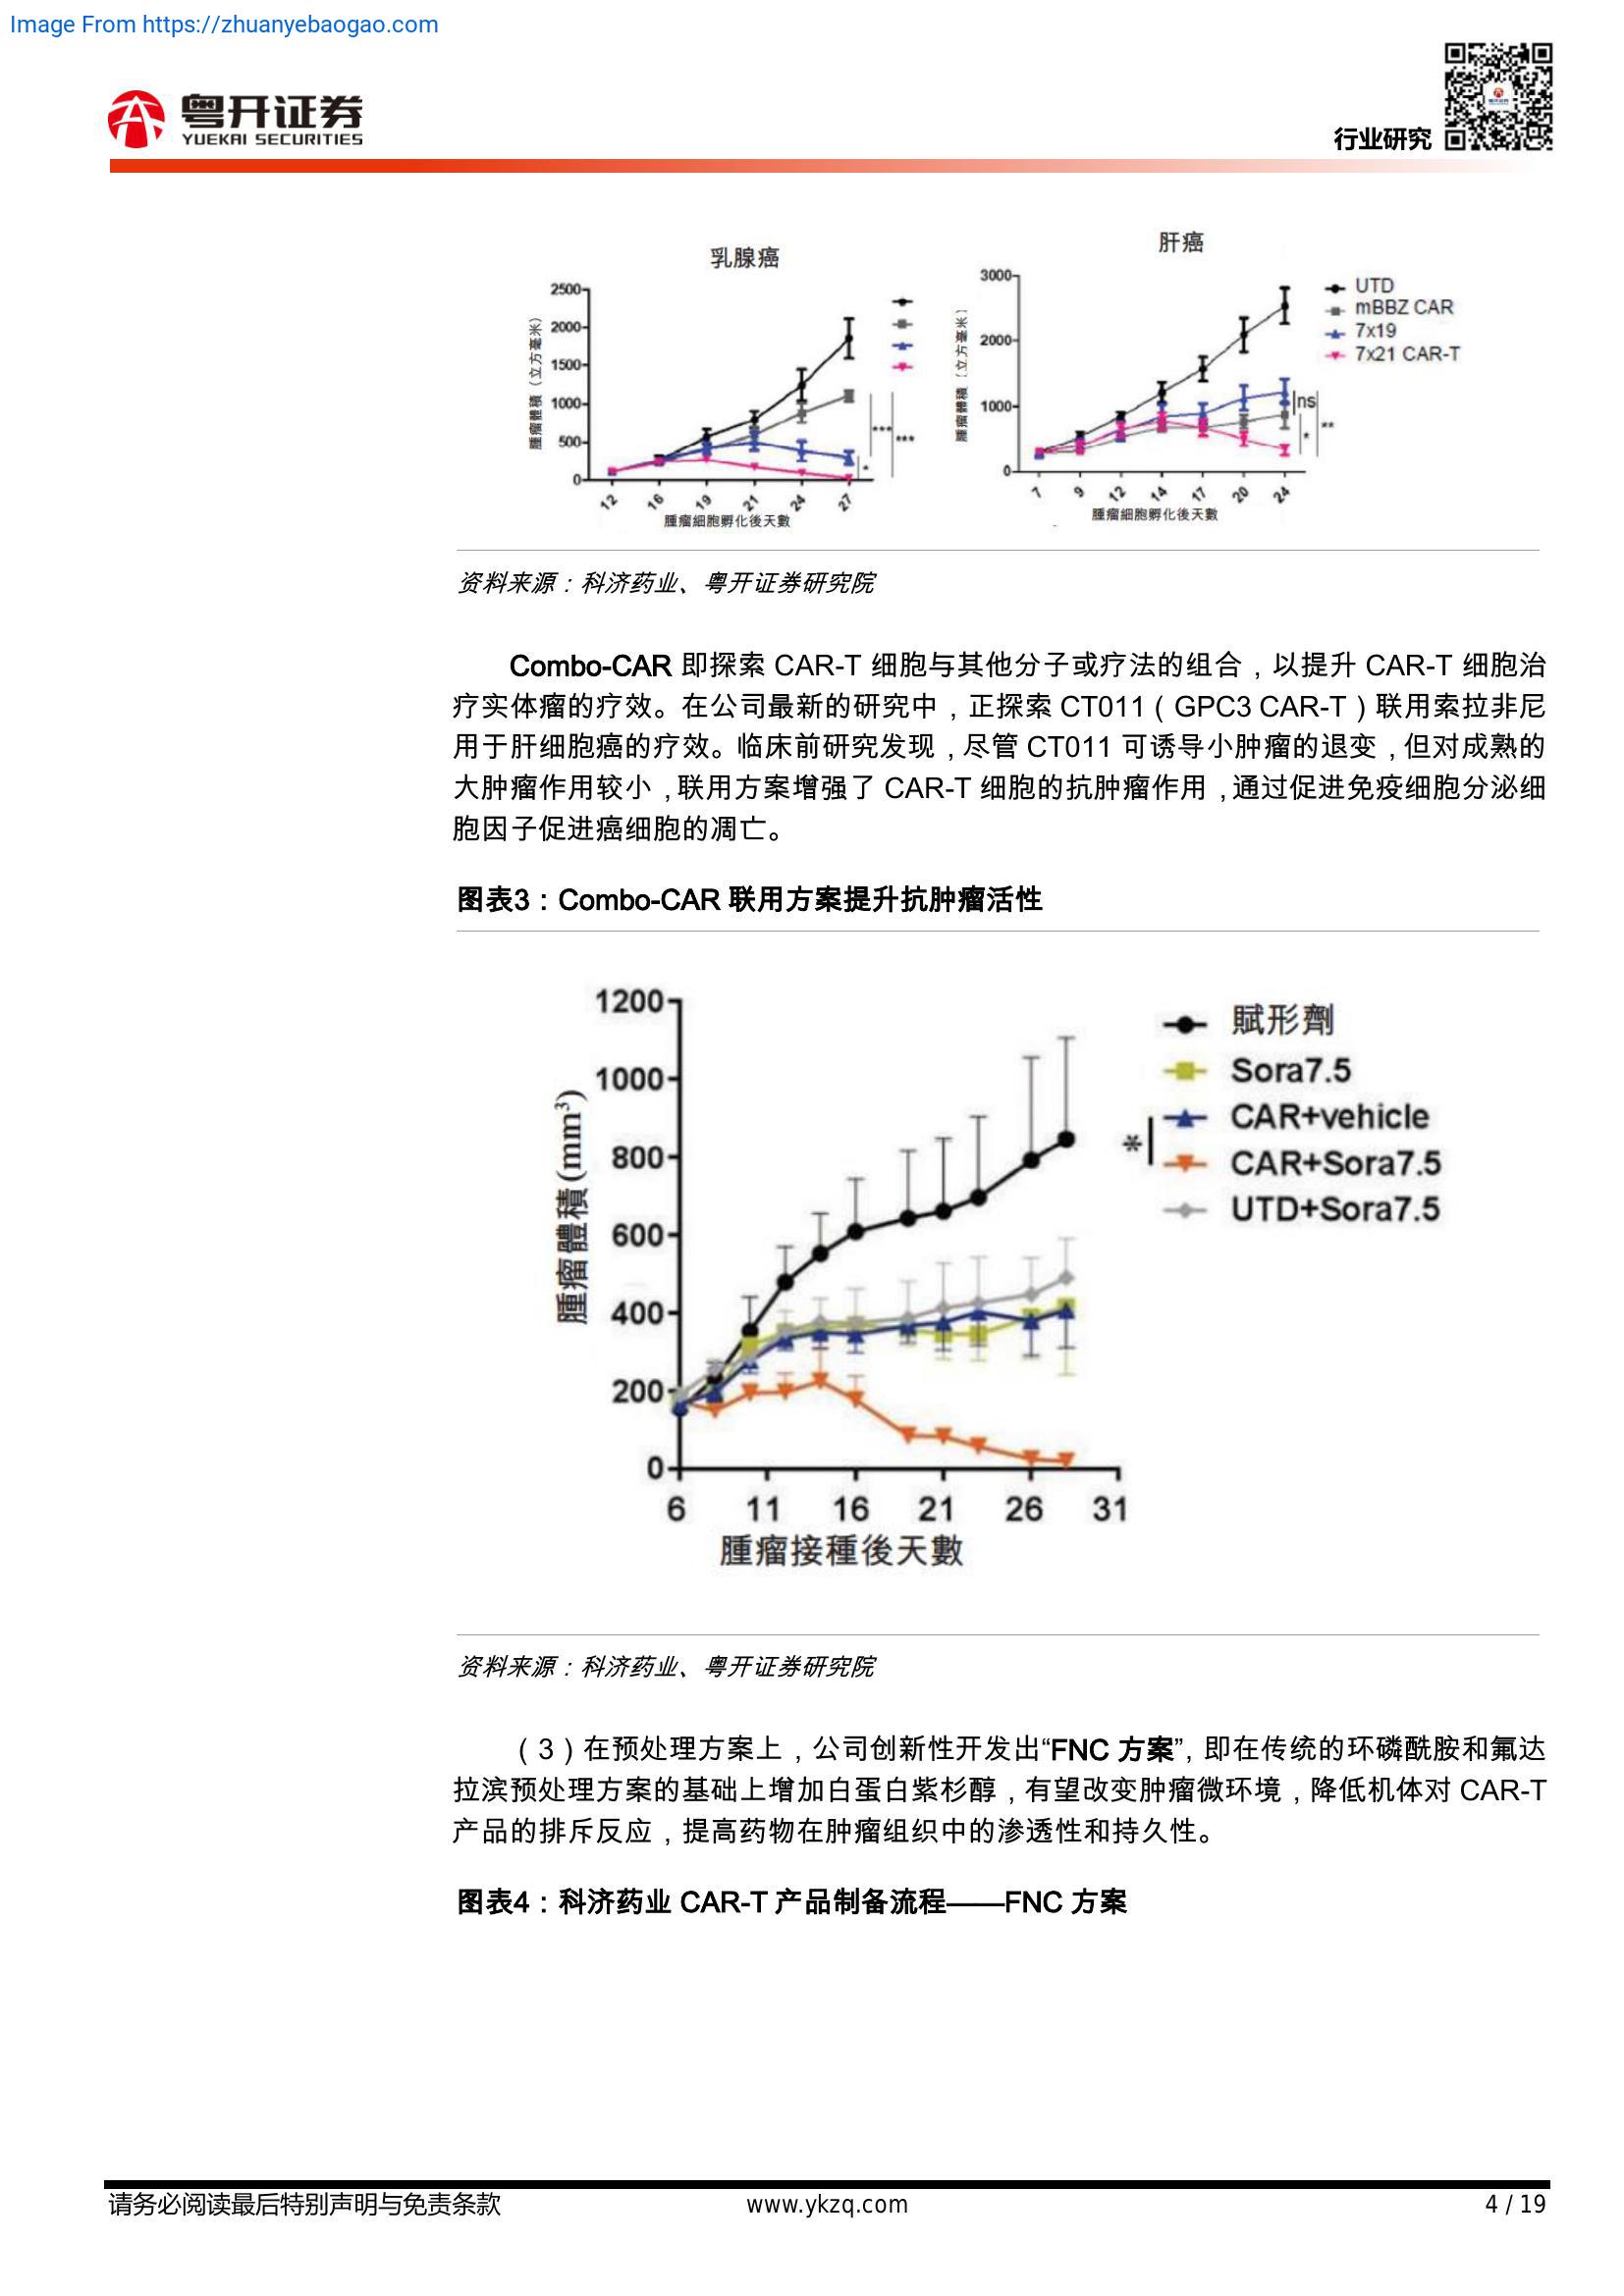 Image From https://zhuanyebaogao.com
粤开证券
YUEKAI SECURITIES
行业研究
乳腺癌
腫瘤體積（立方毫米）
2500
2000
1500
1000
500
0
***
***
*
12 16 19 21 24 27
腫瘤細胞孵化後天數
肝癌
腫瘤體積（立方毫米）
3000
2000
1000
0
UTD
mBBZ CAR
7x19
7x21 CAR-T
ns
*
**
7 9 12 14 17 20 24
腫瘤細胞孵化後天數
资料来源：科济药业、粤开证券研究院
Combo-CAR 即探索 CAR-T 细胞与其他分子或疗法的组合，以提升 CAR-T 细胞治
疗实体瘤的疗效。在公司最新的研究中，正探索 CT011（GPC3 CAR-T）联用索拉非尼
用于肝细胞癌的疗效。临床前研究发现，尽管 CT011 可诱导小肿瘤的退变，但对成熟的
大肿瘤作用较小，联用方案增强了 CAR-T 细胞的抗肿瘤作用，通过促进免疫细胞分泌细
胞因子促进癌细胞的凋亡。
图表3：Combo-CAR 联用方案提升抗肿瘤活性
腫瘤體積(mm³)
1200
1000
800
600
400
200
0
賦形劑
Sora7.5
CAR+vehicle
*
CAR+Sora7.5
UTD+Sora7.5
6 11 16 21 26 31
腫瘤接種後天數
资料来源：科济药业、粤开证券研究院
（3）在预处理方案上，公司创新性开发出“FNC 方案”，即在传统的环磷酰胺和氟达
拉滨预处理方案的基础上增加白蛋白紫杉醇，有望改变肿瘤微环境，降低机体对 CAR-T
产品的排斥反应，提高药物在肿瘤组织中的渗透性和持久性。
图表4：科济药业 CAR-T 产品制备流程——FNC 方案
请务必阅读最后特别声明与免责条款
www.ykzq.com
4 / 19